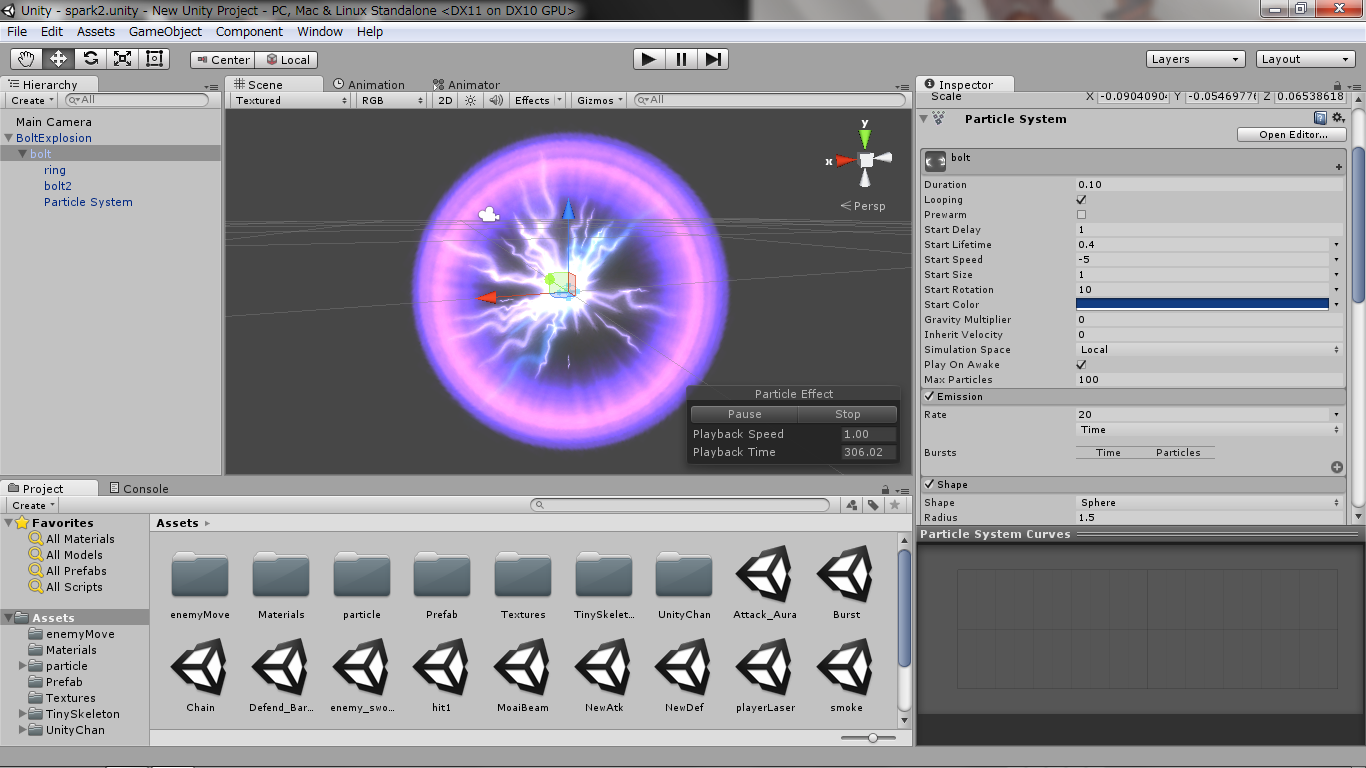 Unity - spark2.unity - New Unity Project - PC, Mac & Linux Standalone <DX11 on DX10 GPU>
File Edit Assets GameObject Component Window Help
Center Local Layers Layout
Hierarchy
Create All
Main Camera
BoltExplosion
bolt
ring
bolt2
Particle System
Scene Animation Animator
Textured RGB 2D Effects Gizmos All
y
x
Persp
Particle Effect
Pause Stop
Playback Speed 1.00
Playback Time 306.02
Inspector
Scale X -0.0904090 Y -0.0546977 Z 0.06538618
Particle System
Open Editor...
bolt
Duration 0.10
Looping
Prewarm
Start Delay 1
Start Lifetime 0.4
Start Speed -5
Start Size 1
Start Rotation 10
Start Color
Gravity Multiplier 0
Inherit Velocity 0
Simulation Space Local
Play On Awake
Max Particles 100
Emission
Rate 20
Time
Bursts Time Particles
Shape
Shape Sphere
Radius 1.5
Particle System Curves
Project Console
Create
Favorites
All Materials
All Models
All Prefabs
All Scripts
Assets
enemyMove
Materials
particle
Prefab
Textures
TinySkeleton
UnityChan
Assets
enemyMove Materials particle Prefab Textures TinySkelet... UnityChan Attack_Aura Burst
Chain Defend_Bar... enemy_swo... hit1 MoaiBeam NewAtk NewDef playerLaser smoke